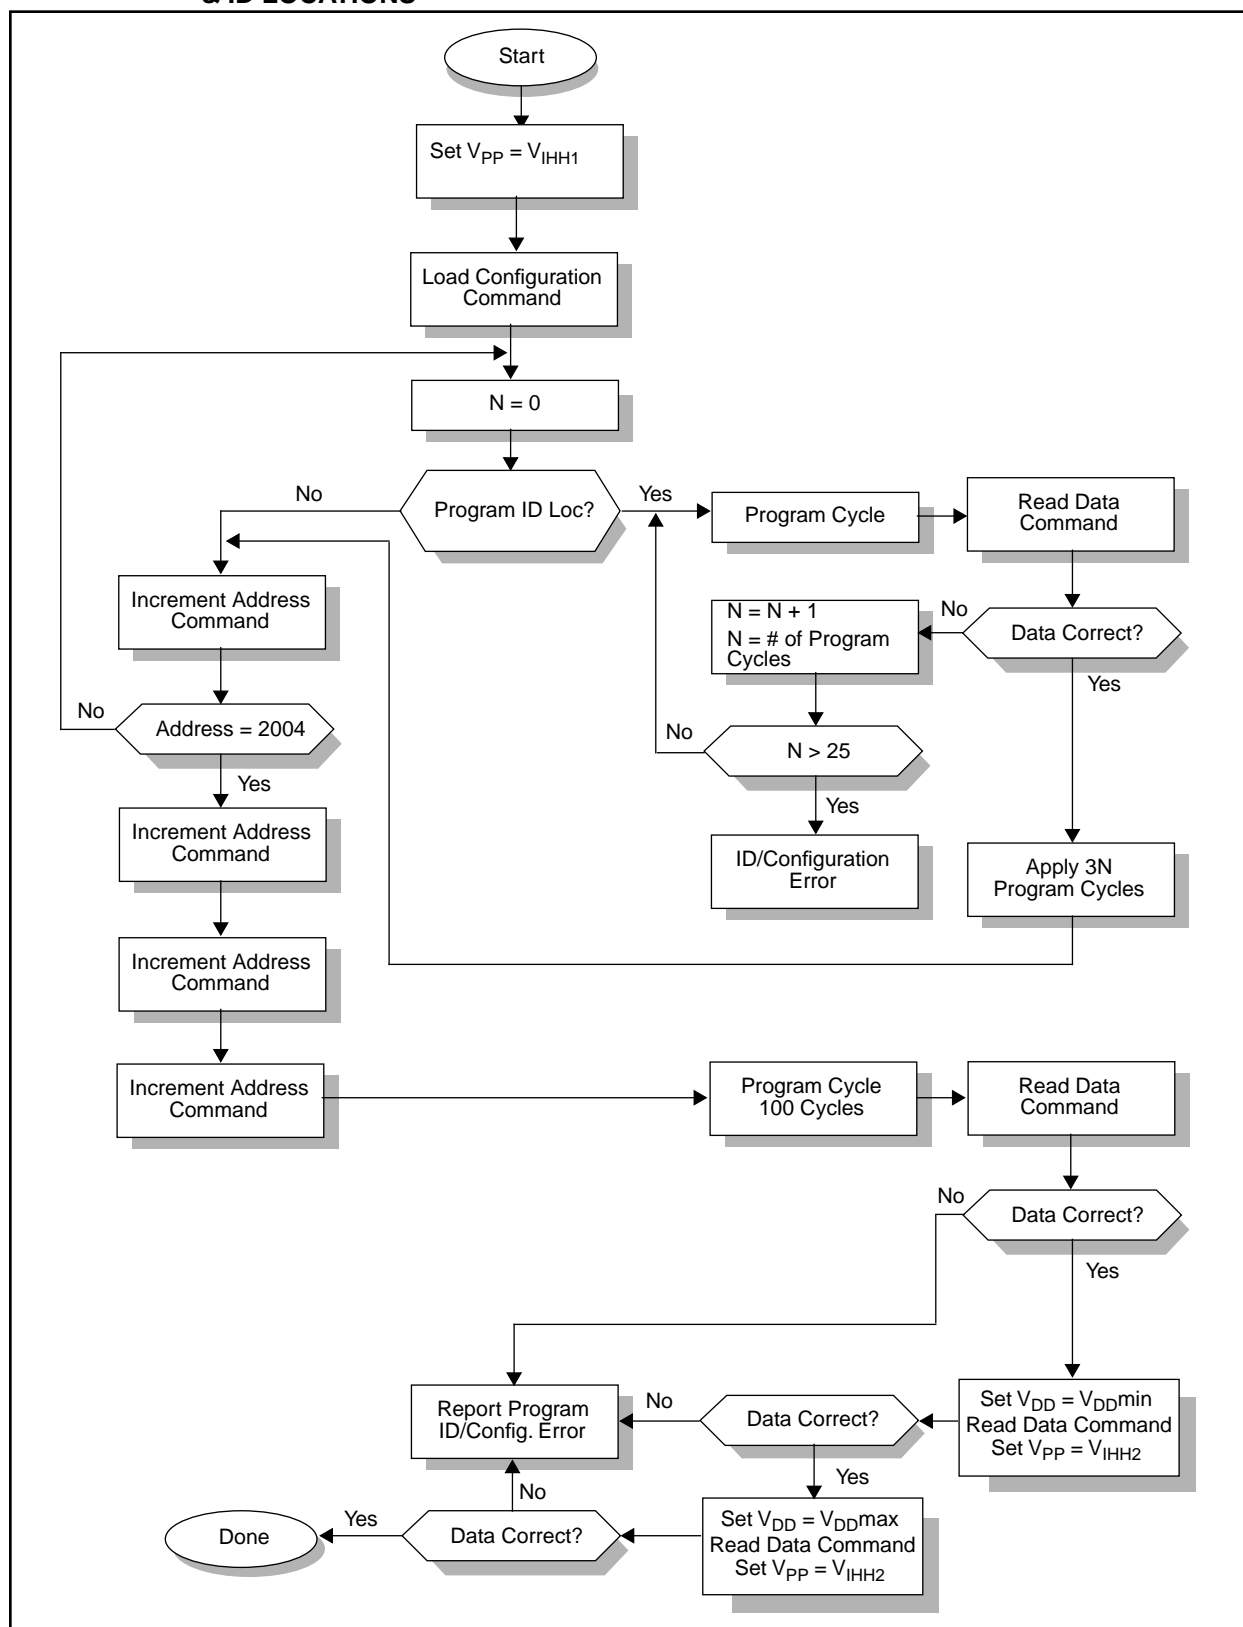 & ID LOCATIONS
Start
Set VPP = VIHH1
Load Configuration
Command
N = 0
Program ID Loc?
No
Yes
Program Cycle
Read Data
Command
Increment Address
Command
N = N + 1
N = # of Program
Cycles
No
Data Correct?
Yes
No
Address = 2004
Yes
No
N > 25
Yes
Increment Address
Command
ID/Configuration
Error
Apply 3N
Program Cycles
Increment Address
Command
Increment Address
Command
Program Cycle
100 Cycles
Read Data
Command
No
Data Correct?
Yes
Report Program
ID/Config. Error
No
Data Correct?
Set VDD = VDDmin
Read Data Command
Set VPP = VIHH2
Yes
No
Done
Yes
Data Correct?
Set VDD = VDDmax
Read Data Command
Set VPP = VIHH2